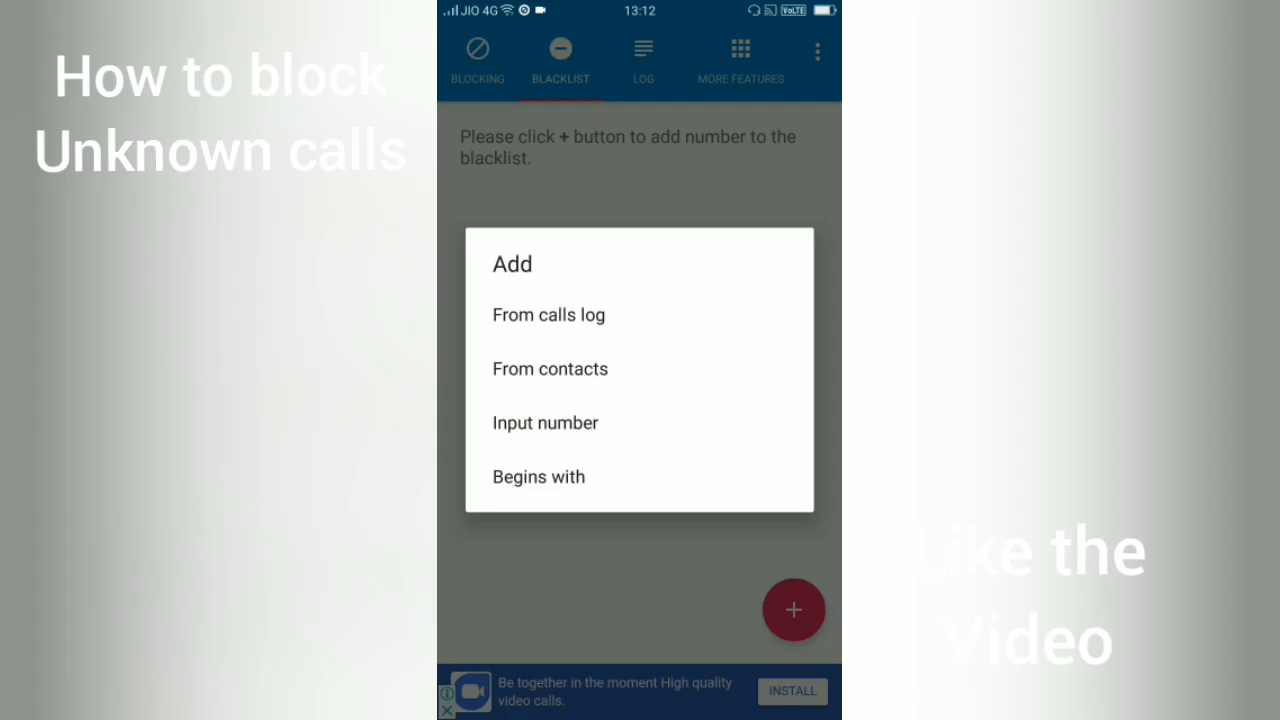 How to block
Unknown calls
JIO 4G
13:12
VoLTE
BLOCKING
BLACKLIST
LOG
MORE FEATURES
Please click + button to add number to the
blacklist.
Add
From calls log
From contacts
Input number
Begins with
+
Be together in the moment High quality
video calls.
INSTALL
Like the
Video